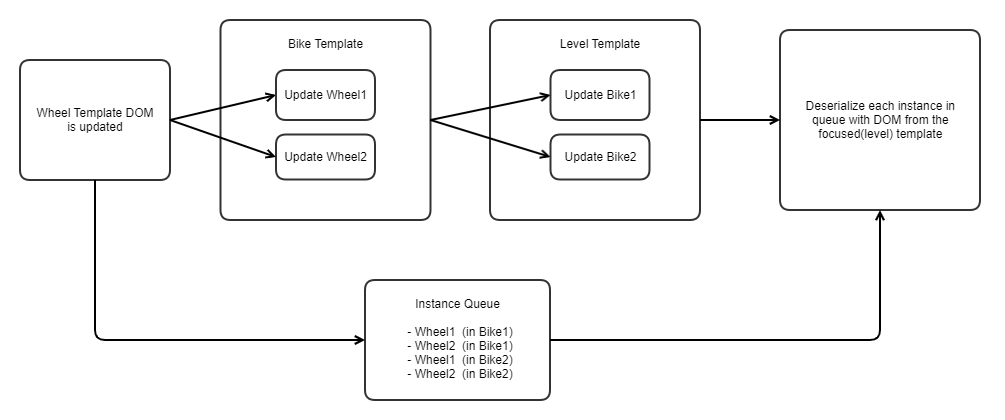 Wheel Template DOM
is updated
Bike Template
Update Wheel1
Update Wheel2
Level Template
Update Bike1
Update Bike2
Deserialize each instance in
queue with DOM from the
focused(level) template
Instance Queue
- Wheel1  (in Bike1)
- Wheel2  (in Bike1)
- Wheel1  (in Bike2)
- Wheel2  (in Bike2)